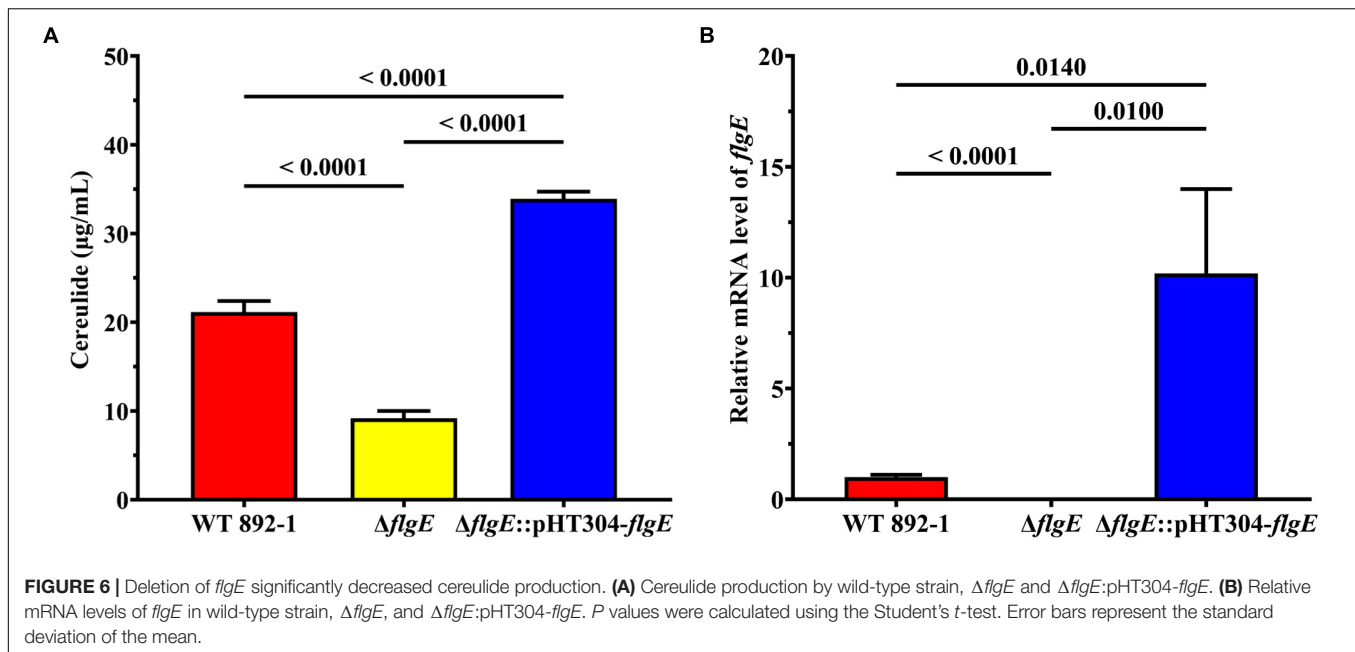 A
50
40
30
20
10
0
Cereulide (µg/mL)
< 0.0001
< 0.0001
< 0.0001
WT 892-1
ΔflgE
ΔflgE::pHT304-flgE
B
20
15
10
5
0
Relative mRNA level of flgE
0.0140
0.0100
< 0.0001
WT 892-1
ΔflgE
ΔflgE::pHT304-flgE
FIGURE 6 | Deletion of flgE significantly decreased cereulide production. (A) Cereulide production by wild-type strain, ΔflgE and ΔflgE:pHT304-flgE. (B) Relative
mRNA levels of flgE in wild-type strain, ΔflgE, and ΔflgE:pHT304-flgE. P values were calculated using the Student's t-test. Error bars represent the standard
deviation of the mean.